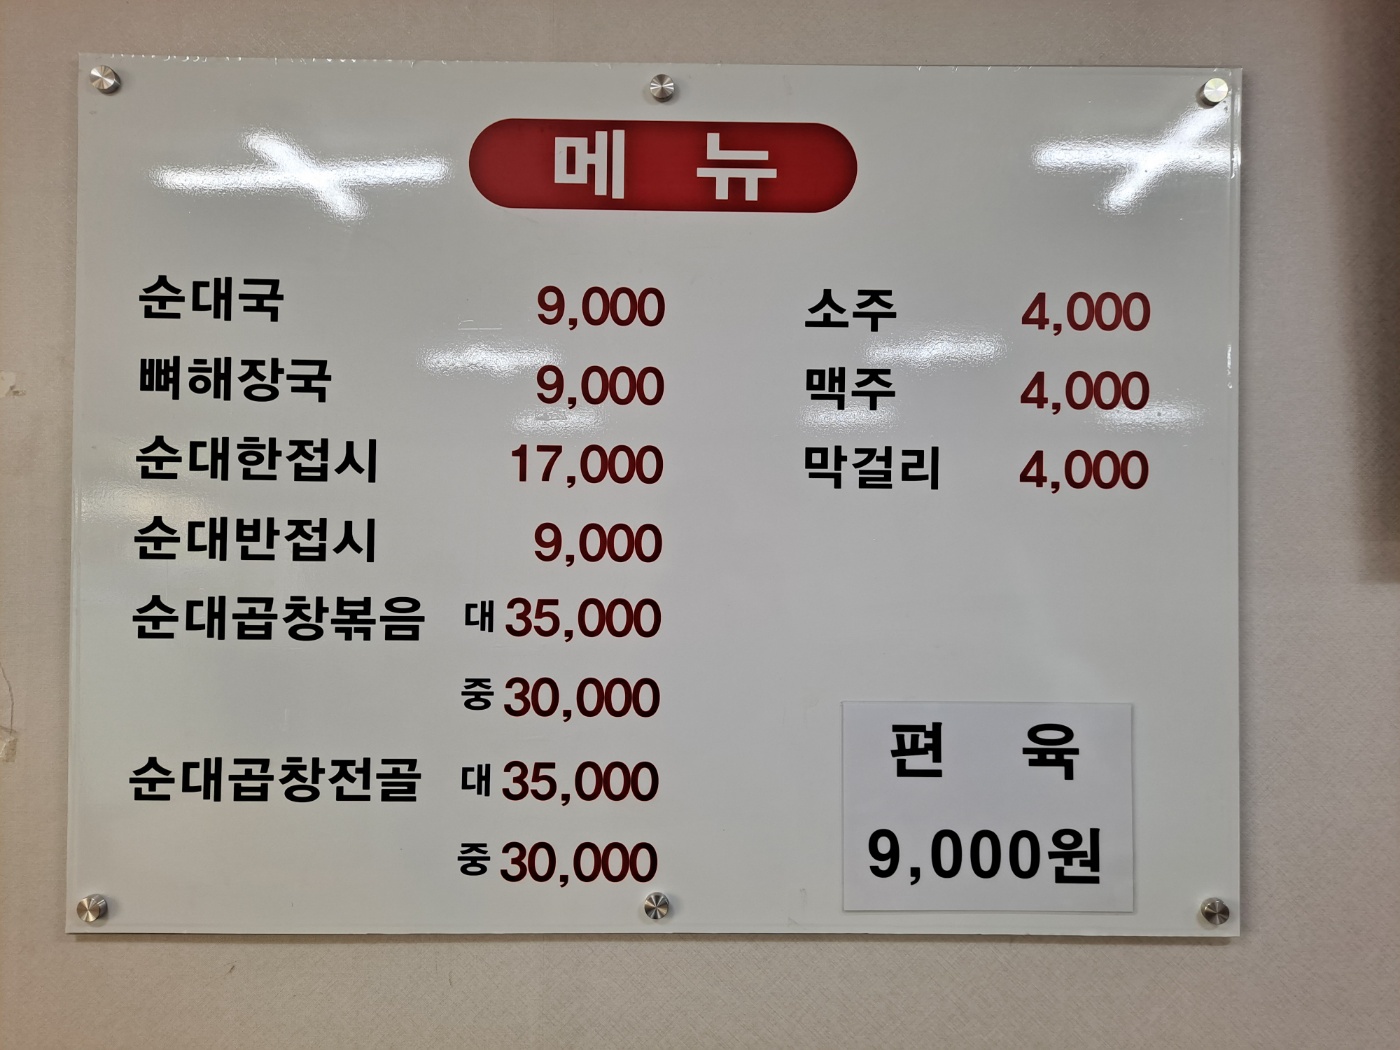 메 뉴
순대국 9,000
뼈해장국 9,000
순대한접시 17,000
순대반접시 9,000
순대곱창볶음 대 35,000
중 30,000
순대곱창전골 대 35,000
중 30,000
소주 4,000
맥주 4,000
막걸리 4,000
편 육
9,000원